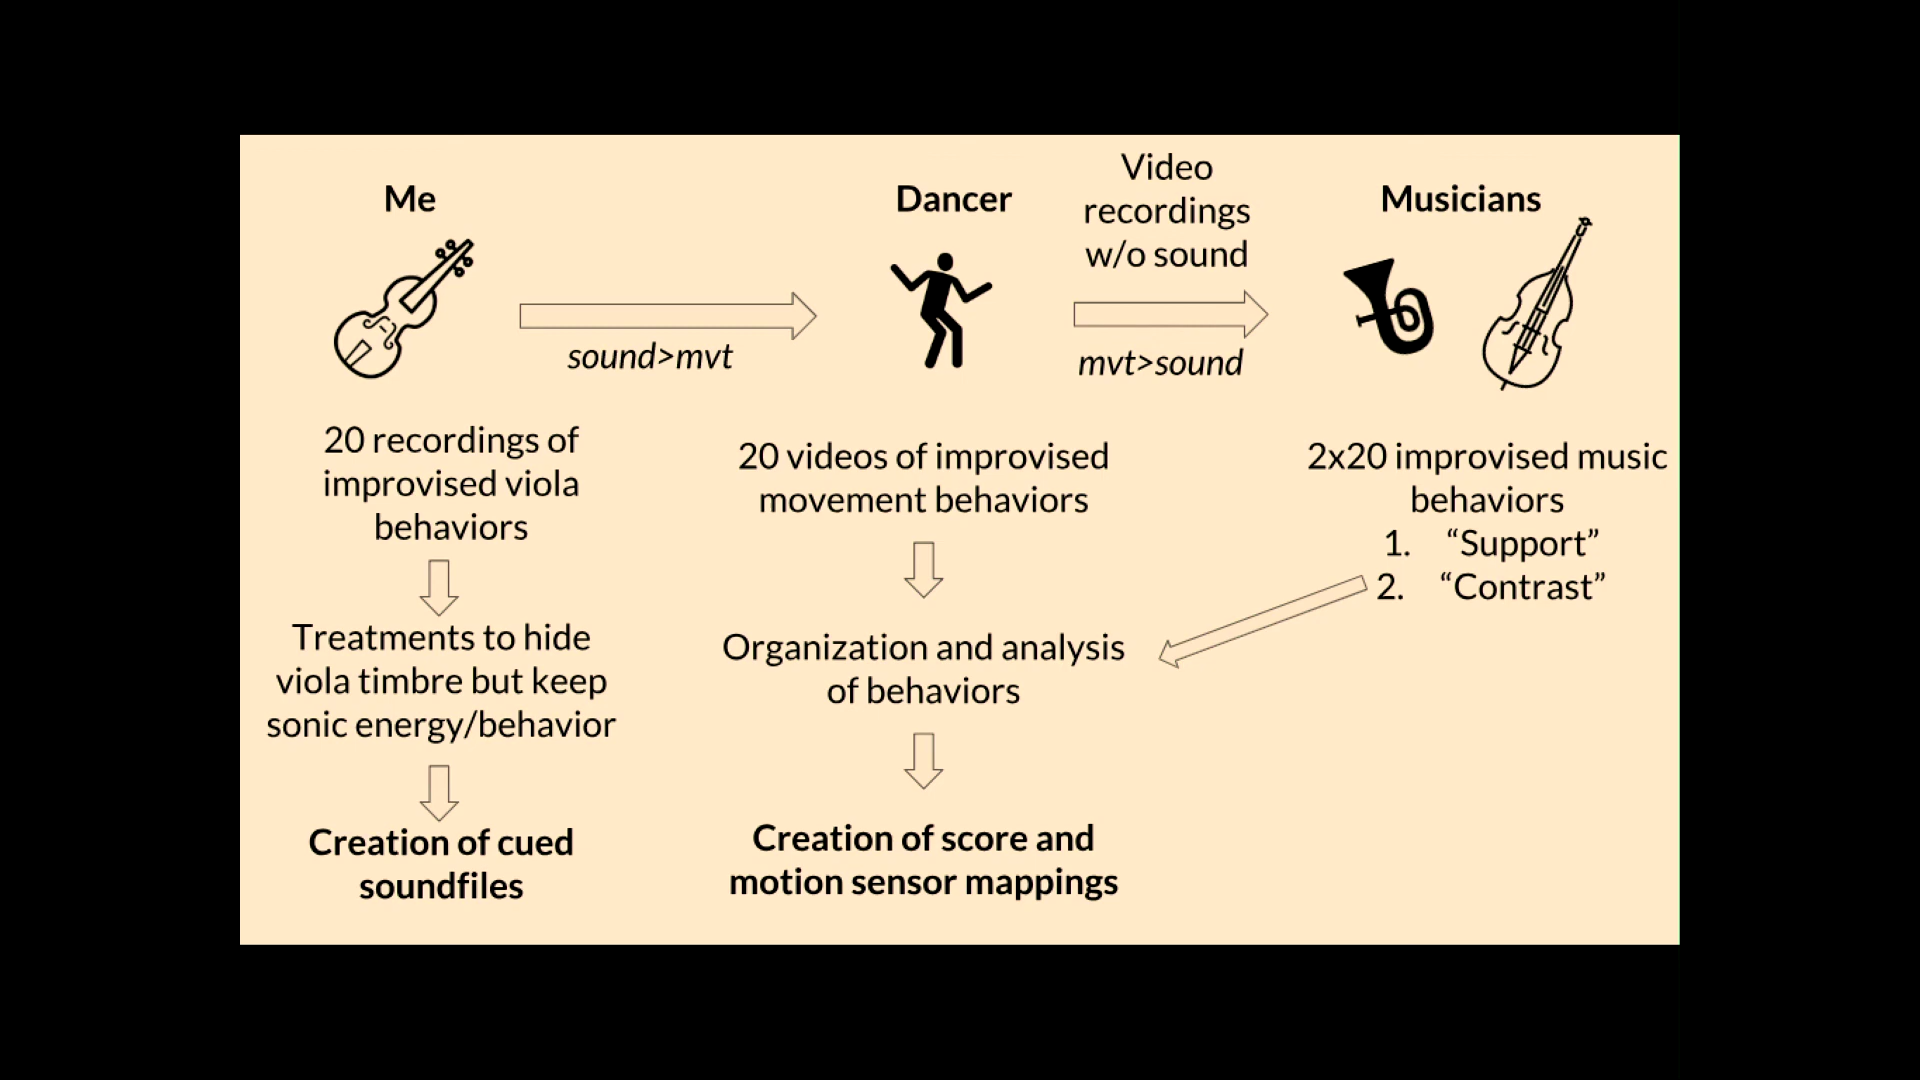 Me
Dancer
Video
recordings
w/o sound
Musicians
sound>mvt
mvt>sound
20 recordings of
improvised viola
behaviors
20 videos of improvised
movement behaviors
2x20 improvised music
behaviors
1. “Support”
2. “Contrast”
Treatments to hide
viola timbre but keep
sonic energy/behavior
Organization and analysis
of behaviors
Creation of cued
soundfiles
Creation of score and
motion sensor mappings